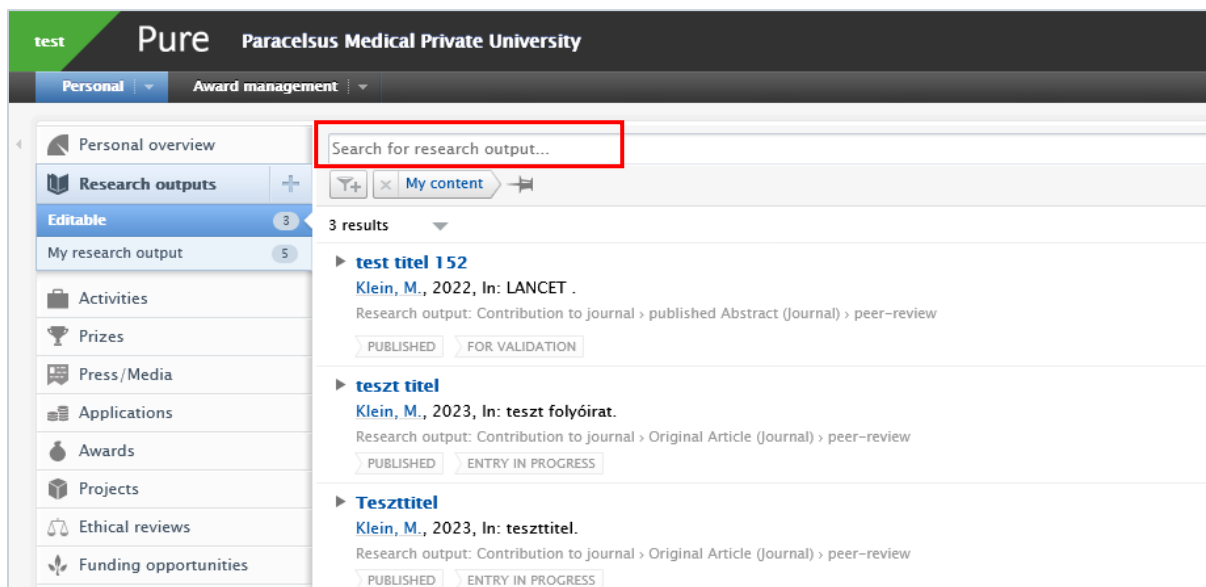 test
Pure Paracelsus Medical Private University
Personal Award management
Personal overview
Research outputs
Editable 3
My research output 5
Activities
Prizes
Press/Media
Applications
Awards
Projects
Ethical reviews
Funding opportunities
Search for research output...
My content
3 results
test titel 152
Klein, M., 2022, In: LANCET .
Research output: Contribution to journal › published Abstract (Journal) › peer-review
PUBLISHED FOR VALIDATION
teszt titel
Klein, M., 2023, In: teszt folyóirat.
Research output: Contribution to journal › Original Article (Journal) › peer-review
PUBLISHED ENTRY IN PROGRESS
Teszttitel
Klein, M., 2023, In: teszttitel.
Research output: Contribution to journal › Original Article (Journal) › peer-review
PUBLISHED ENTRY IN PROGRESS